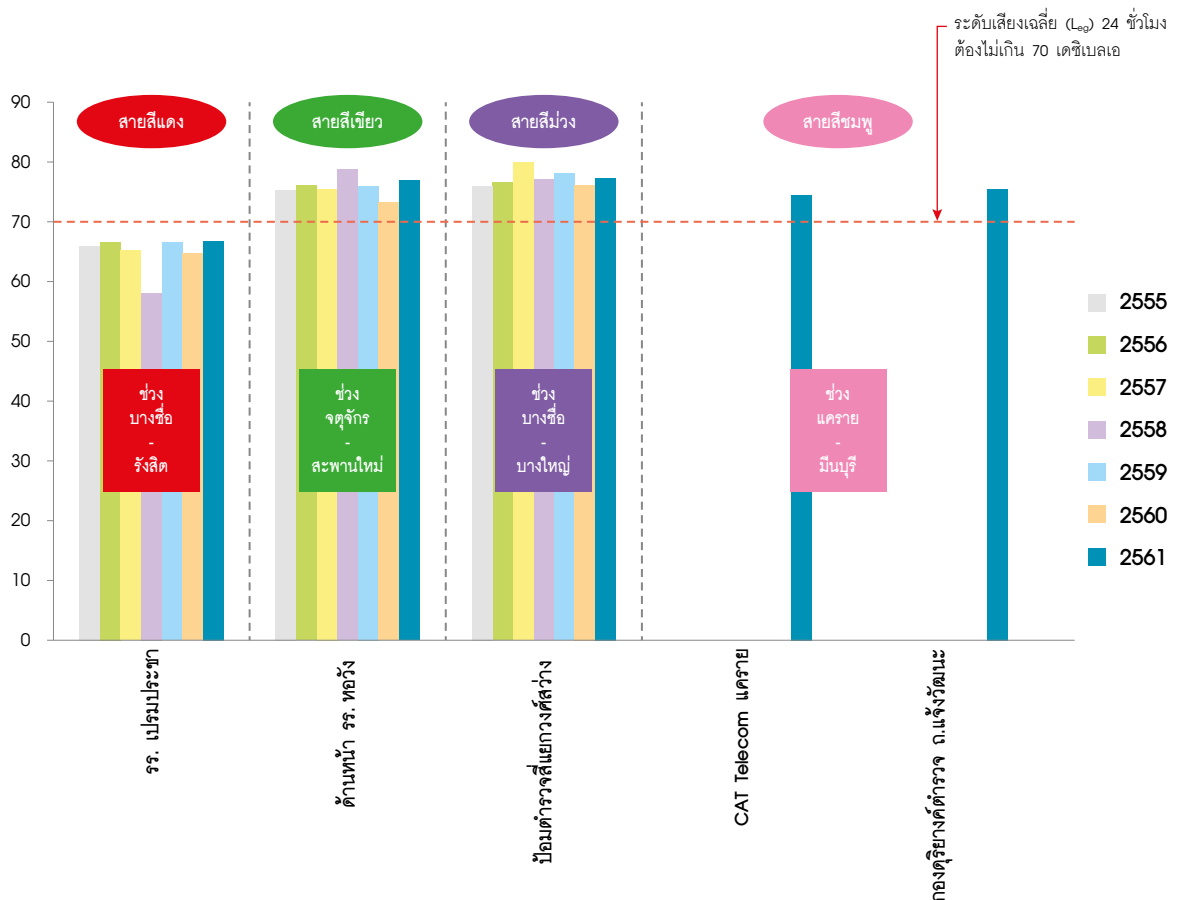 ระดับเสียงเฉลี่ย (Leg) 24 ชั่วโมง
ต้องไม่เกิน 70 เดซิเบลเอ
90
80
70
60
50
40
30
20
10
0
สายสีแดง
สายสีเขียว
สายสีม่วง
สายสีชมพู
ช่วง
บางซื่อ
-
รังสิต
ช่วง
จตุจักร
-
สะพานใหม่
ช่วง
บางซื่อ
-
บางใหญ่
ช่วง
แคราย
-
มีนบุรี
2555
2556
2557
2558
2559
2560
2561
รร. เปรมประชา
ด้านหน้า รร. หอวัง
ป้อมตำรวจสี่แยกวงศ์สว่าง
CAT Telecom แคราย
กองดุริยางค์ตำรวจ ถ.แจ้งวัฒนะ